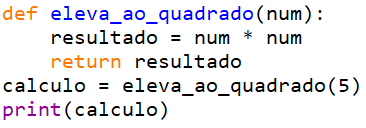 def eleva_ao_quadrado(num):
    resultado = num * num
    return resultado
calculo = eleva_ao_quadrado(5)
print(calculo)